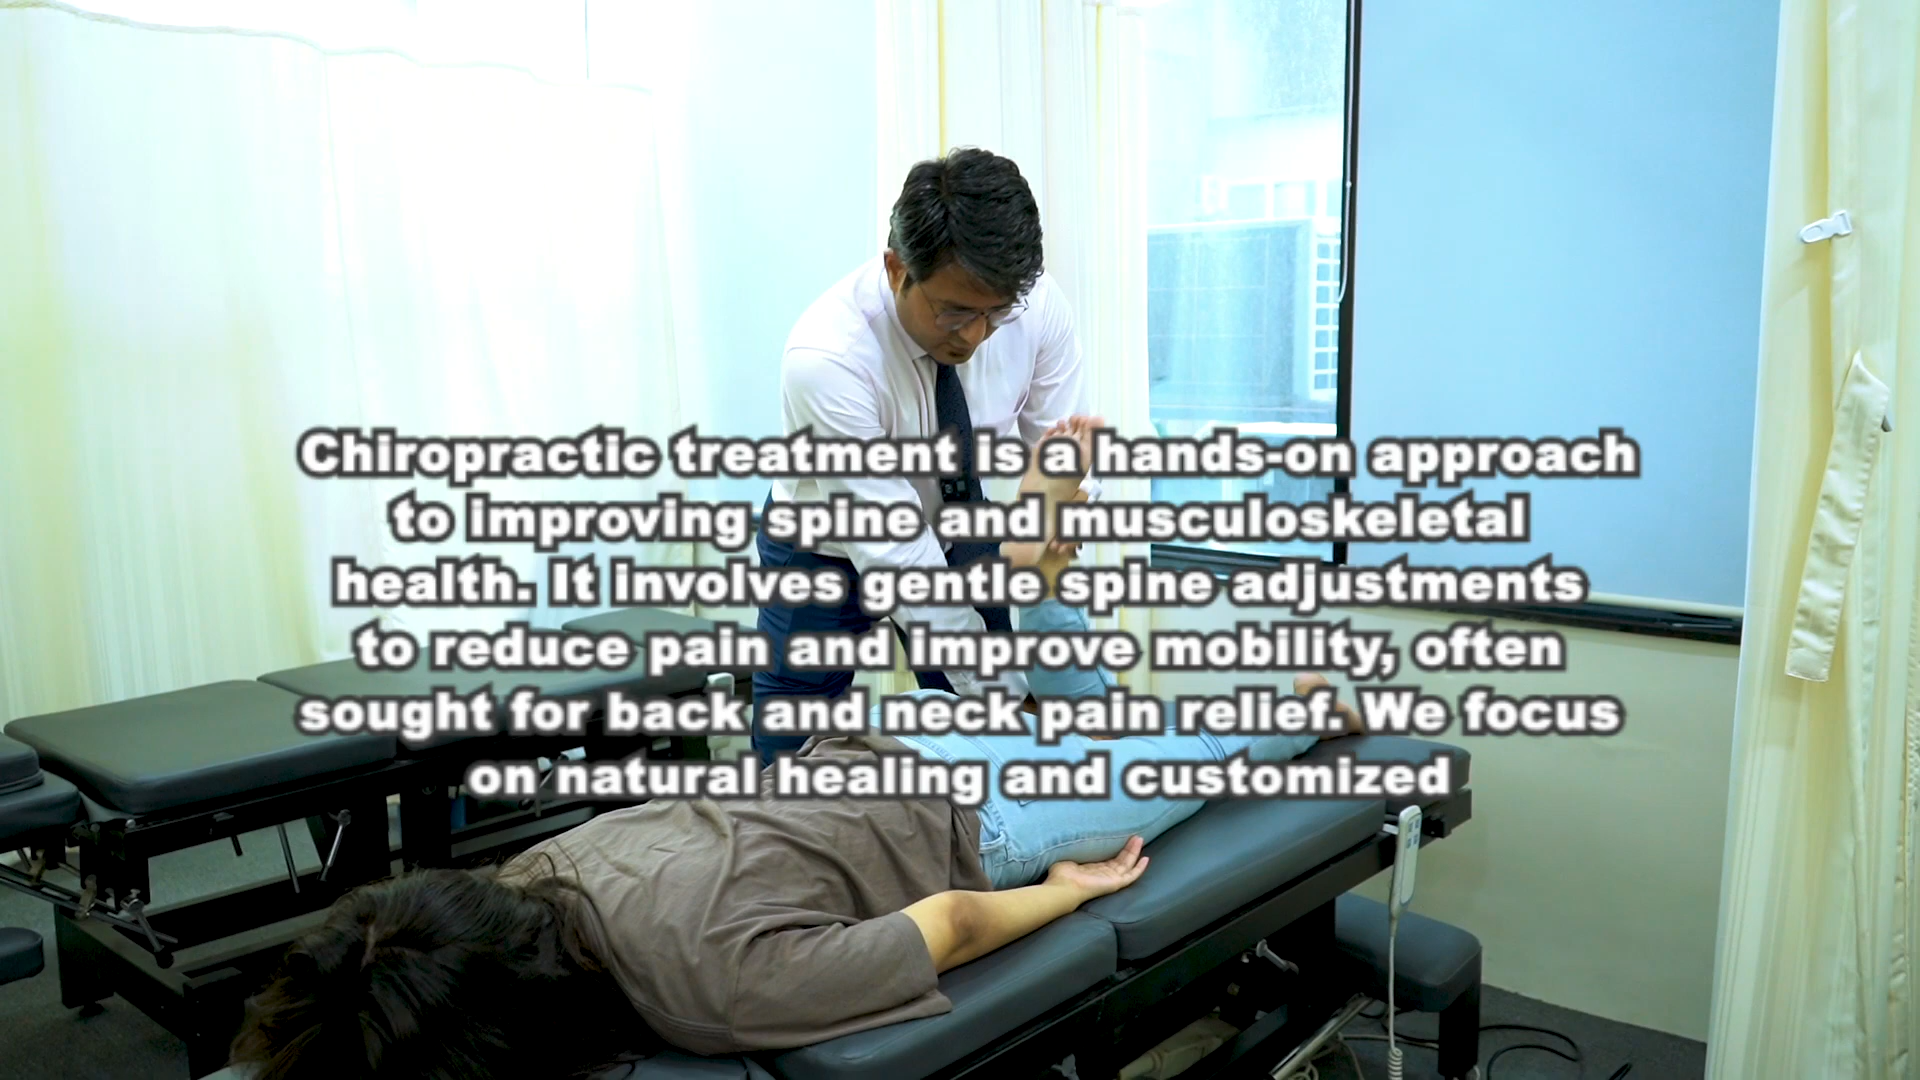 Chiropractic treatment is a hands-on approach
to improving spine and musculoskeletal
health. It involves gentle spine adjustments
to reduce pain and improve mobility, often
sought for back and neck pain relief. We focus
on natural healing and customized